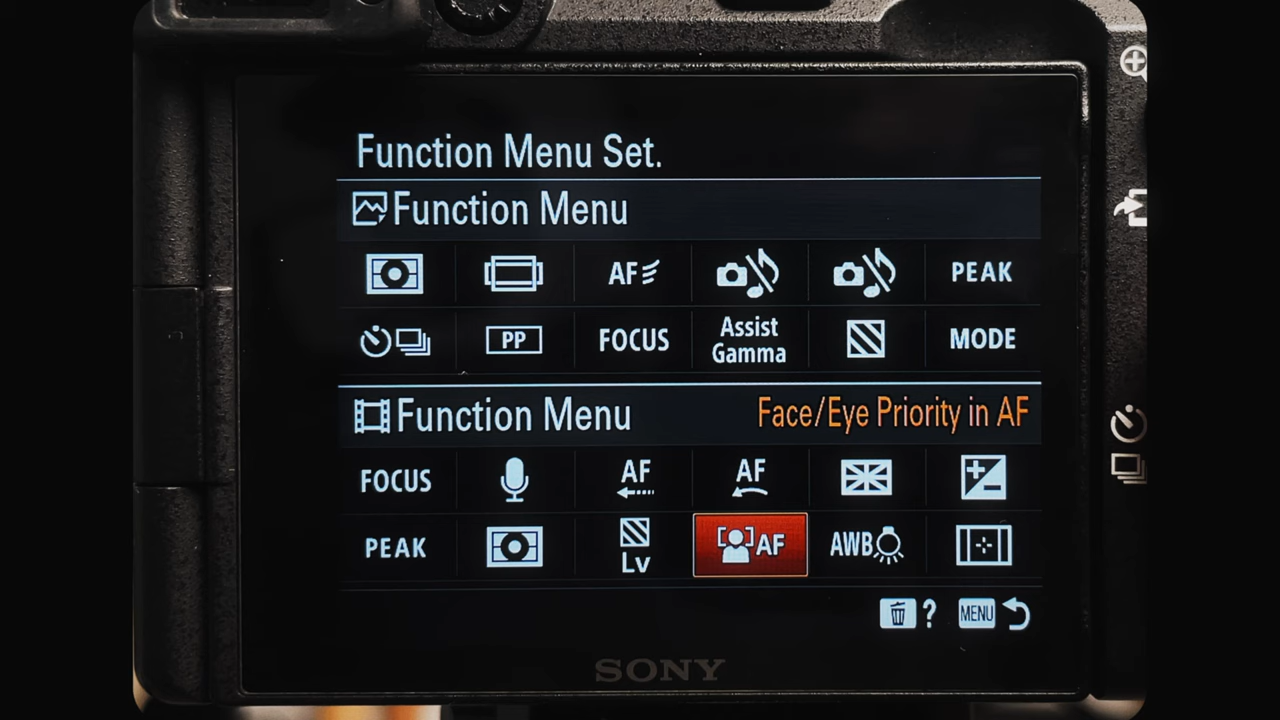 Function Menu Set.
Function Menu
AF PEAK
PP FOCUS Assist Gamma MODE
Function Menu Face/Eye Priority in AF
FOCUS AF AF
PEAK Lv AF AWB
? MENU
SONY